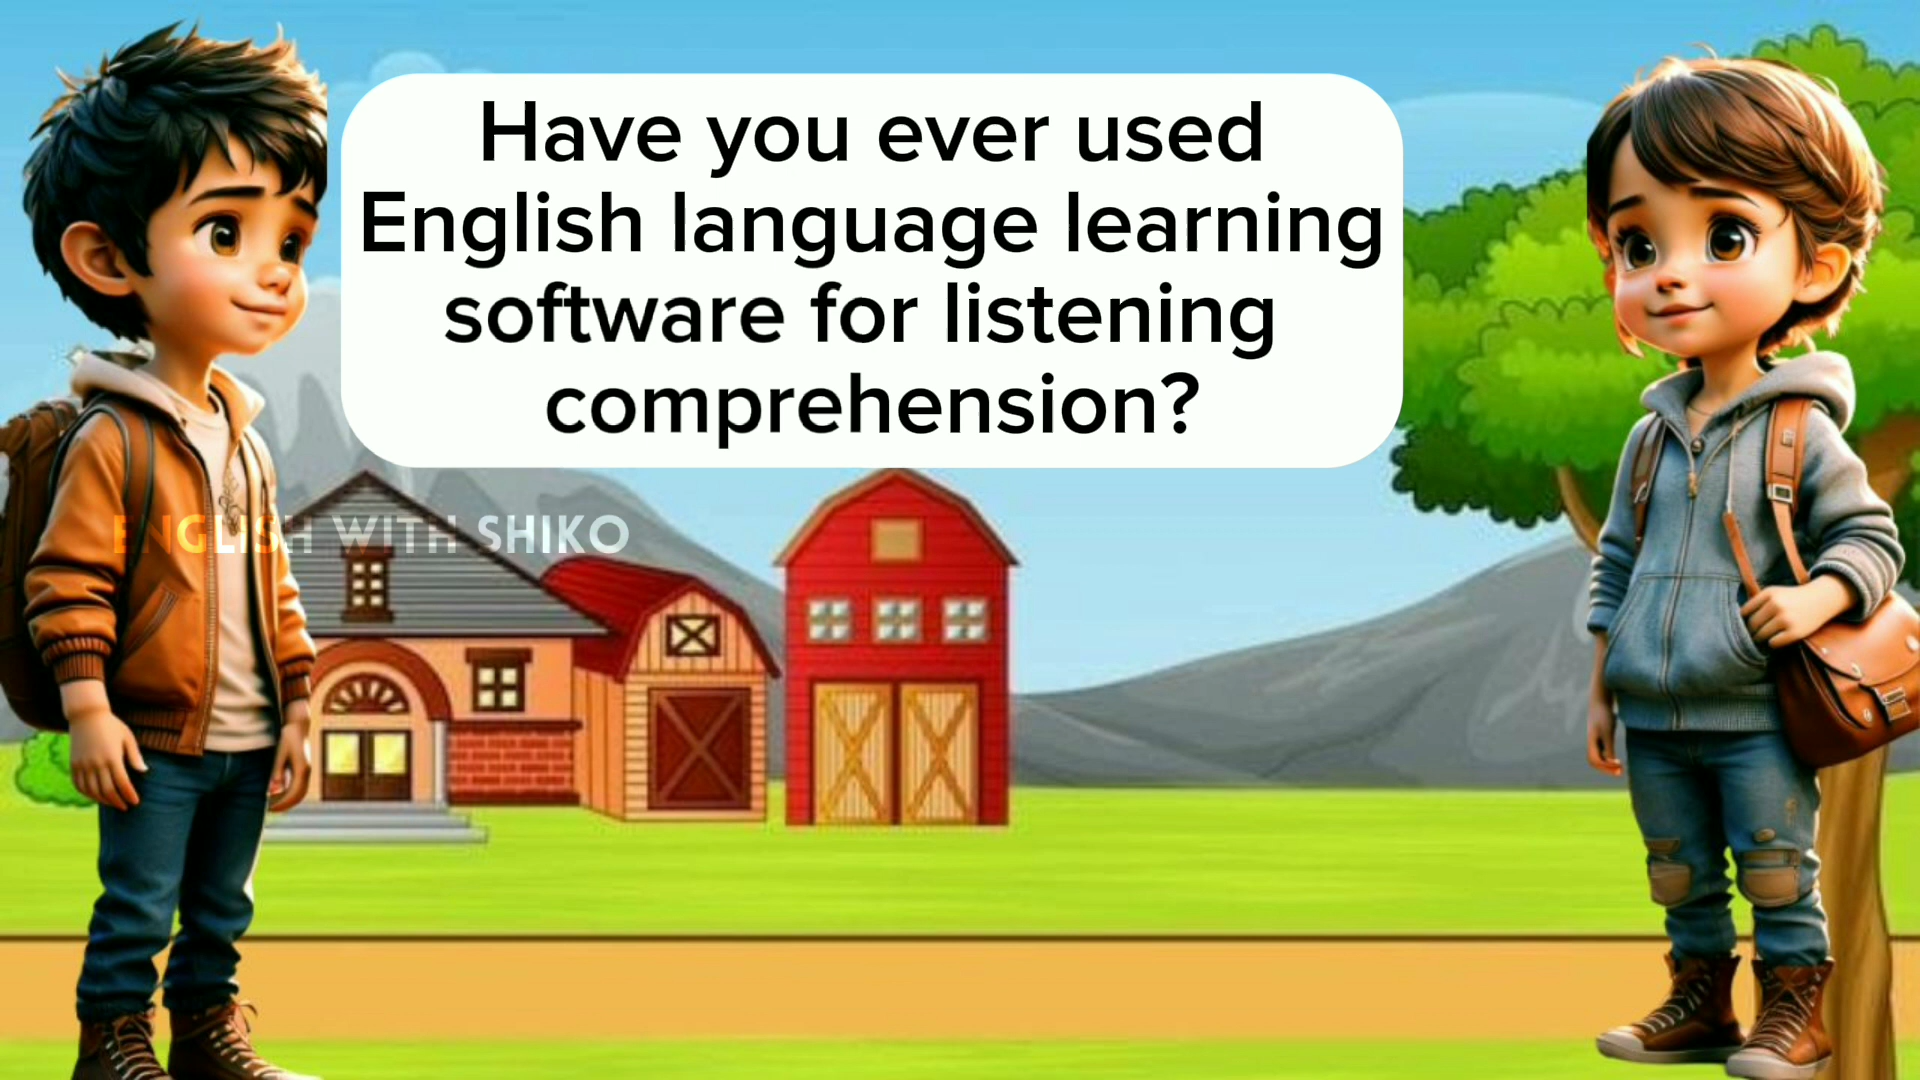 Have you ever used
English language learning
software for listening
comprehension?
ENGLISH WITH SHIKO